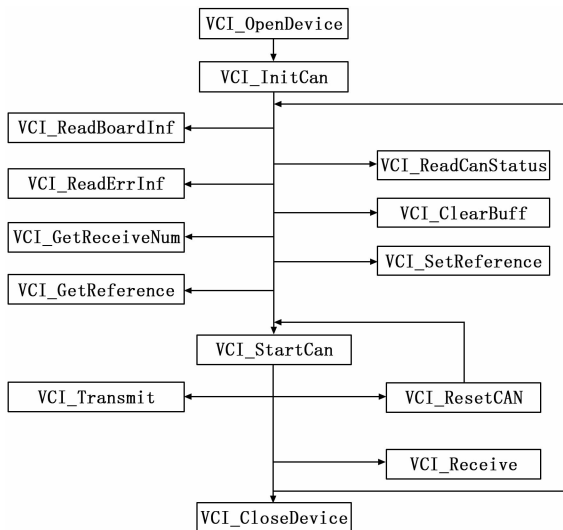 VCI_OpenDevice
VCI_InitCan
VCI_ReadBoardInf
VCI_ReadCanStatus
VCI_ReadErrInf
VCI_ClearBuff
VCI_GetReceiveNum
VCI_SetReference
VCI_GetReference
VCI_StartCan
VCI_Transmit
VCI_ResetCAN
VCI_Receive
VCI_CloseDevice